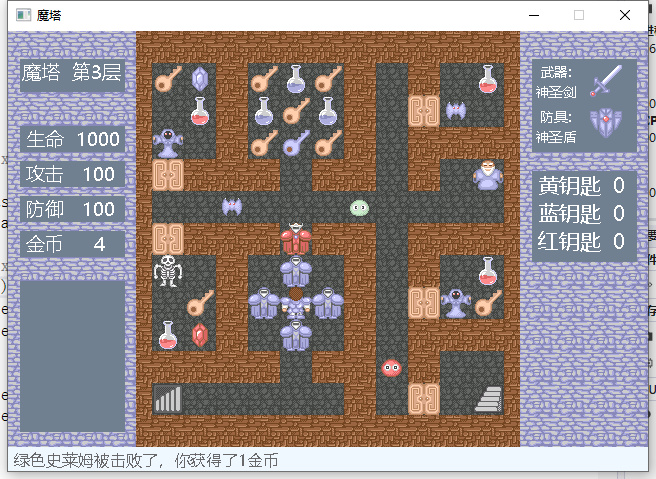 魔塔
魔塔 第3层
生命 1000
攻击 100
防御 100
金币 4
武器:
神圣剑
防具:
神圣盾
黄钥匙 0
蓝钥匙 0
红钥匙 0
绿色史莱姆被击败了，你获得了1金币